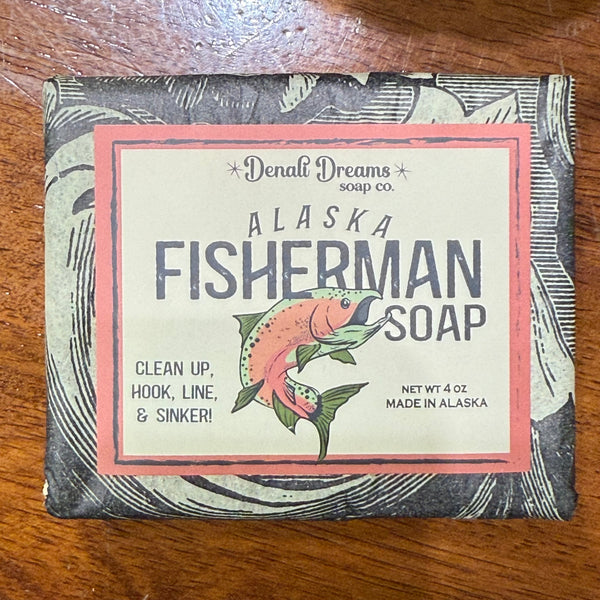 Denali Dreams
soap co.
ALASKA
FISHERMAN
SOAP
CLEAN UP,
HOOK, LINE,
& SINKER!
NET WT 4 OZ
MADE IN ALASKA